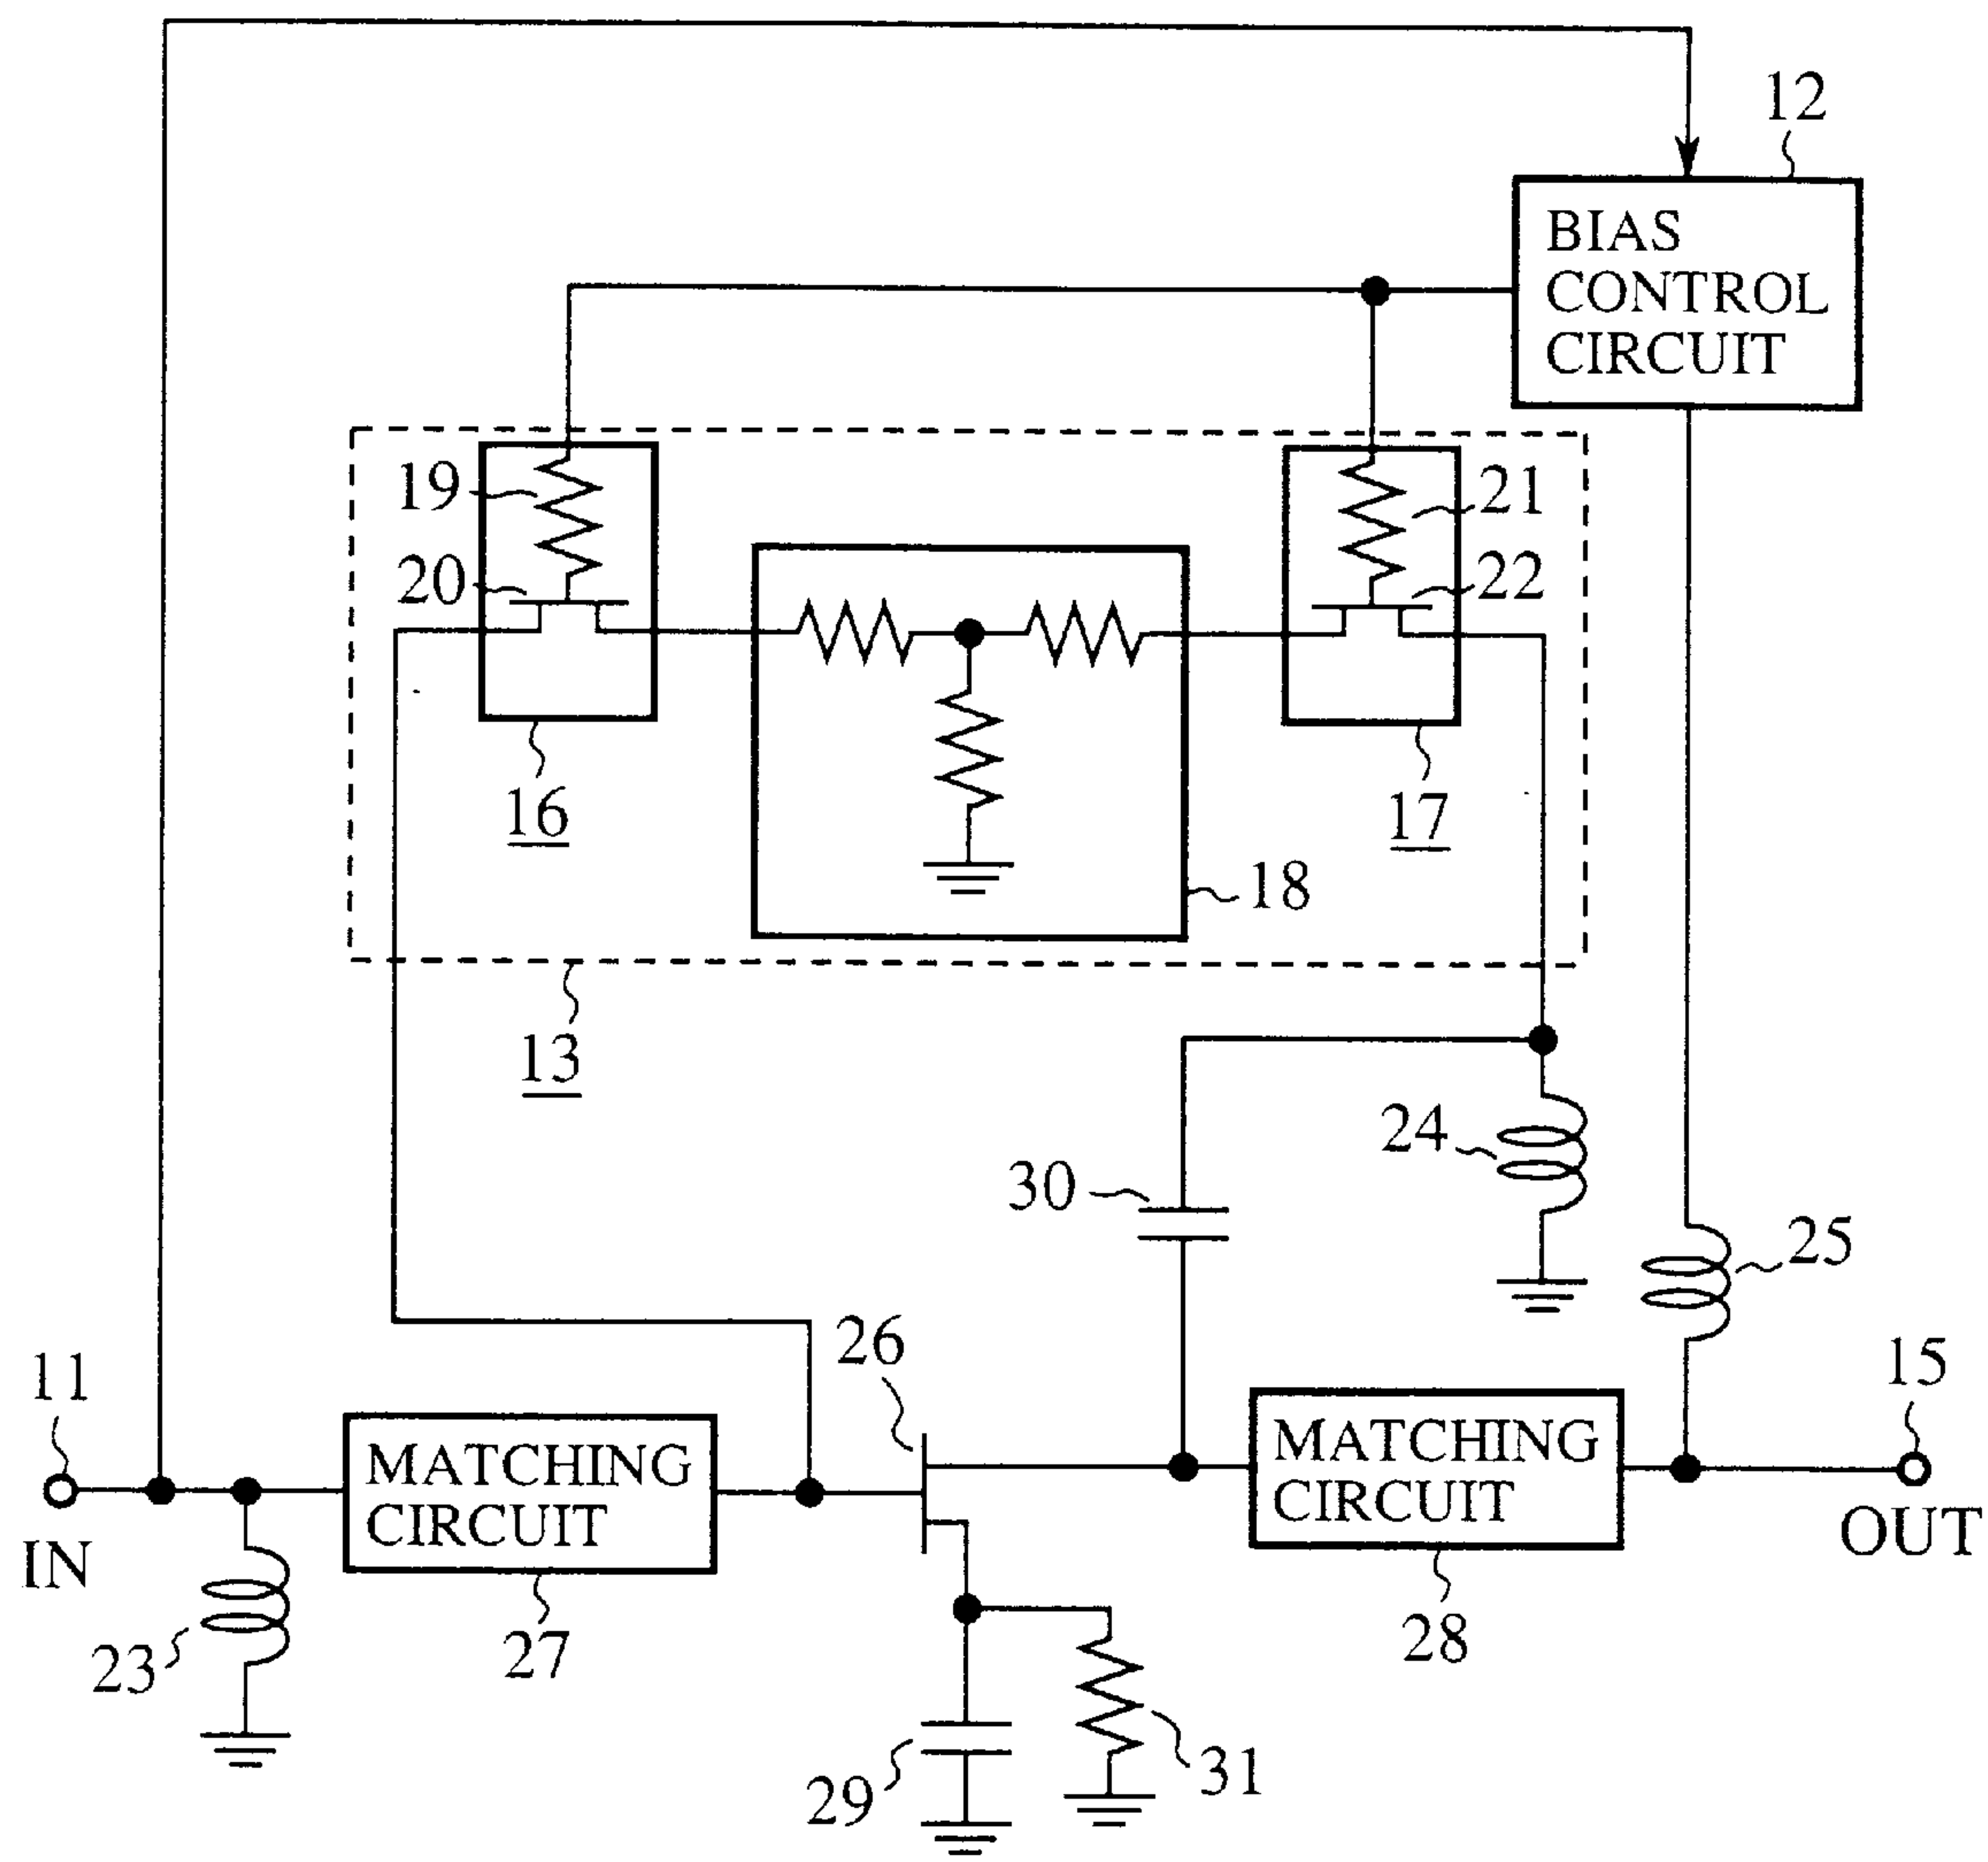 12
BIAS
CONTROL
CIRCUIT
19
21
20
22
16
17
18
13
24
30
25
26
11
15
MATCHING
CIRCUIT
MATCHING
CIRCUIT
IN
OUT
23
27
28
29
31